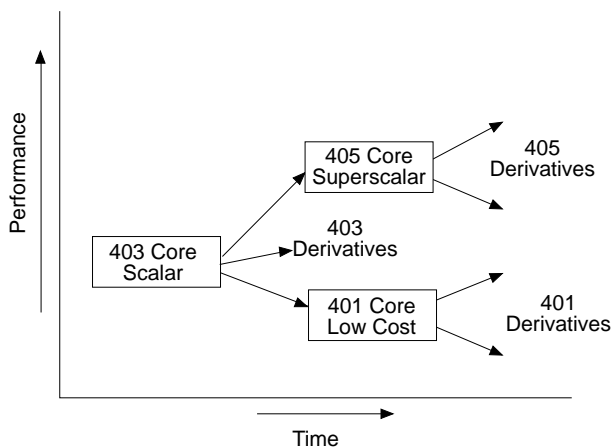 Performance
405 Core
Superscalar
405
Derivatives
403
Derivatives
403 Core
Scalar
401 Core
Low Cost
401
Derivatives
Time